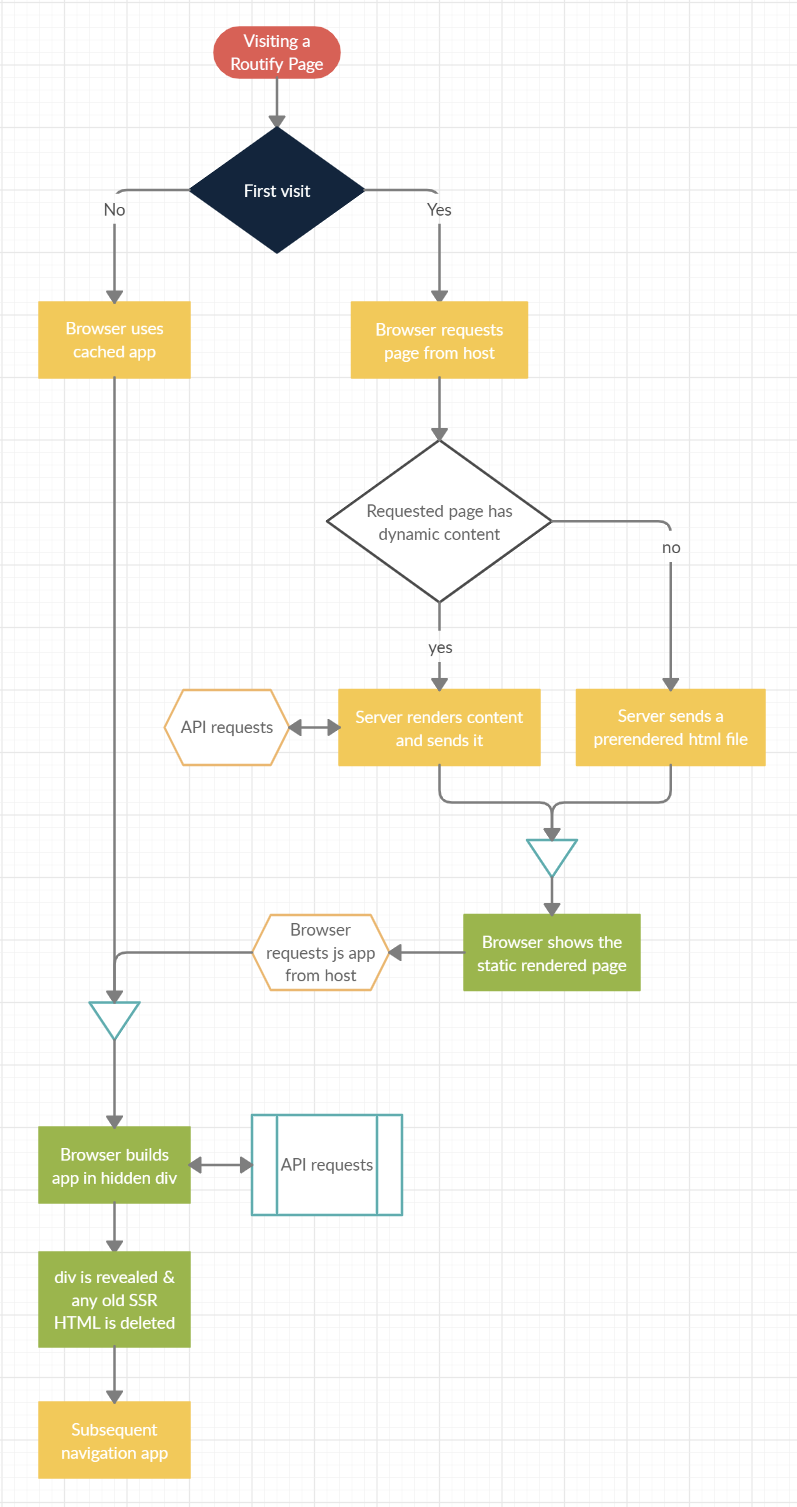 Visiting a
Routify Page
First visit
No
Yes
Browser uses
cached app
Browser requests
page from host
Requested page has
dynamic content
no
yes
API requests
Server renders content
and sends it
Server sends a
prerendered html file
Browser
requests js app
from host
Browser shows the
static rendered page
Browser builds
app in hidden div
API requests
div is revealed &
any old SSR
HTML is deleted
Subsequent
navigation app